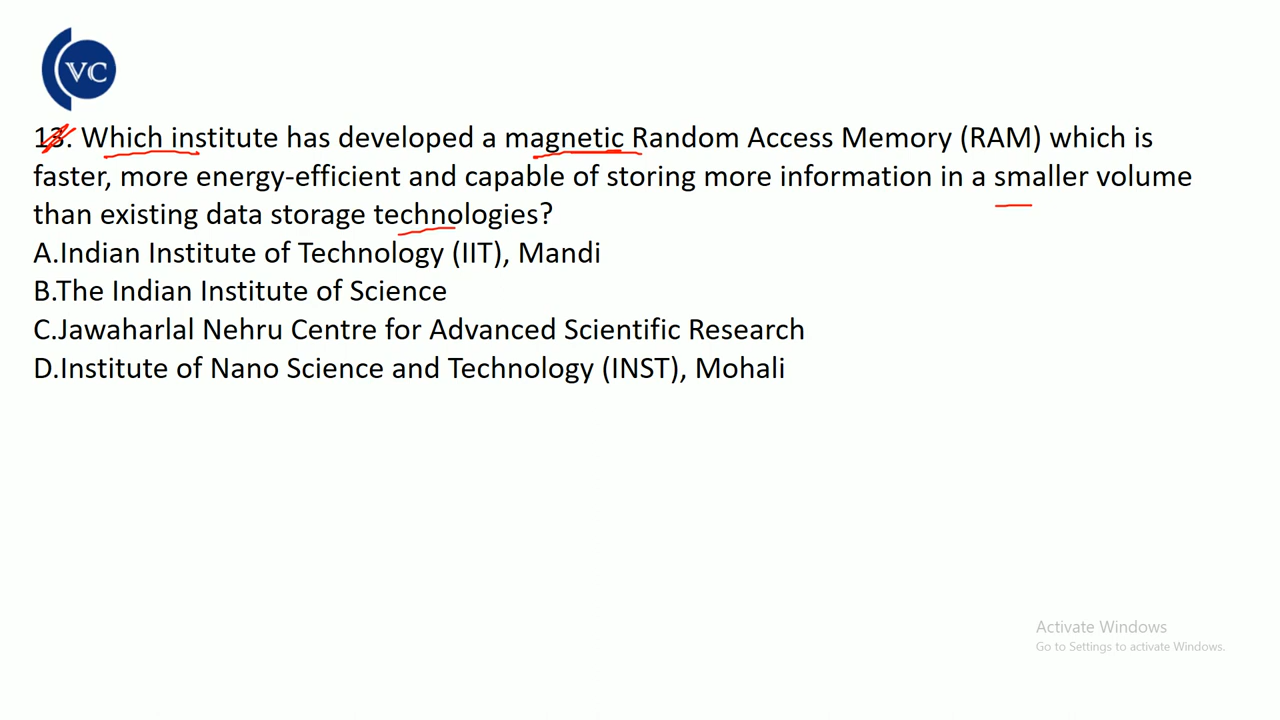 VC
13. Which institute has developed a magnetic Random Access Memory (RAM) which is
faster, more energy-efficient and capable of storing more information in a smaller volume
than existing data storage technologies?
A.Indian Institute of Technology (IIT), Mandi
B.The Indian Institute of Science
C.Jawaharlal Nehru Centre for Advanced Scientific Research
D.Institute of Nano Science and Technology (INST), Mohali
Activate Windows
Go to Settings to activate Windows.